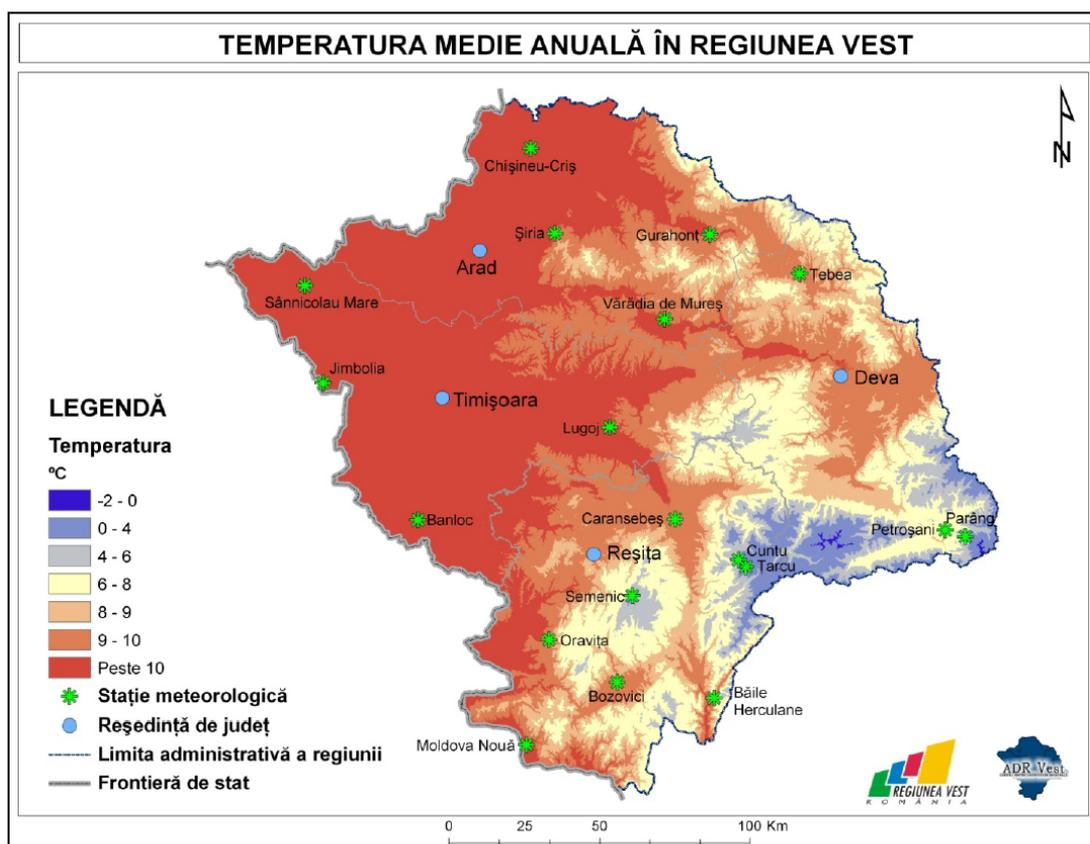 TEMPERATURA MEDIE ANUALĂ ÎN REGIUNEA VEST
N
Chişineu-Criş
Şiria
Gurahonţ
Arad
Ţebea
Sânnicolau Mare
Vărădia de Mureş
Jimbolia
Deva
Timişoara
Lugoj
Banloc
Caransebeş
Petroşani
Parâng
Reşiţa
Cuntu
Tarcu
Semenic
Oraviţa
Bozovici
Băile
Herculane
Moldova Nouă
LEGENDĂ
Temperatura
ºC
-2 - 0
0 - 4
4 - 6
6 - 8
8 - 9
9 - 10
Peste 10
Staţie meteorologică
Reşedinţă de judeţ
Limita administrativă a regiunii
Frontieră de stat
REGIUNEA VEST
ROMÂNIA
ADR Vest
0 25 50 100 Km